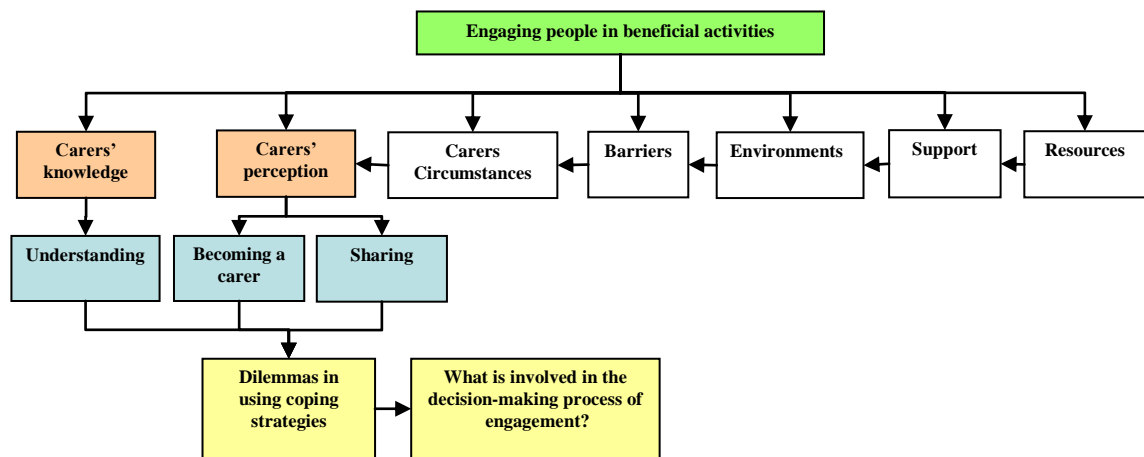 Engaging people in beneficial activities
Carers’
knowledge
Carers’
perception
Carers
Circumstances
Barriers
Environments
Support
Resources
Understanding
Becoming a
carer
Sharing
Dilemmas in
using coping
strategies
What is involved in the
decision-making process of
engagement?